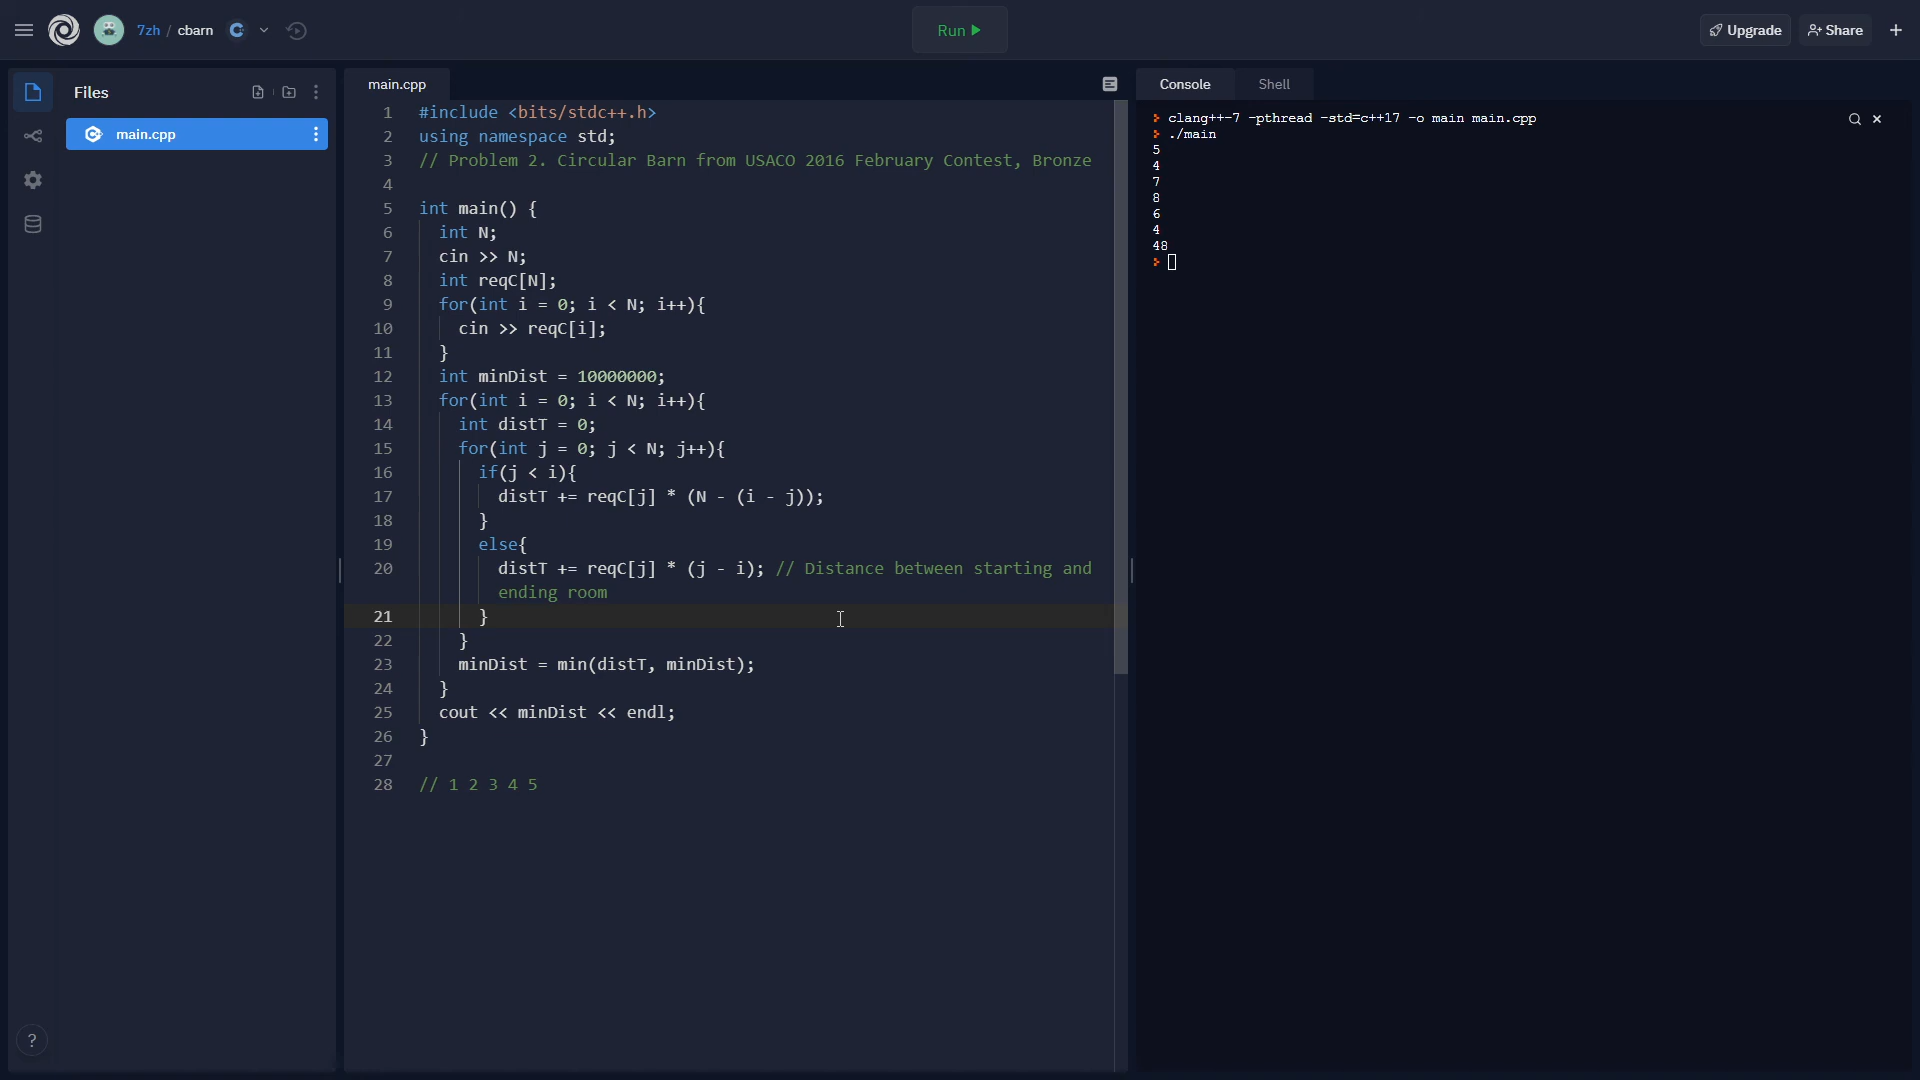 7zh / cbarn
Run
Upgrade
Share
Files
main.cpp
main.cpp
1 #include <bits/stdc++.h>
2 using namespace std;
3 // Problem 2. Circular Barn from USACO 2016 February Contest, Bronze
4
5 int main() {
6 int N;
7 cin >> N;
8 int reqC[N];
9 for(int i = 0; i < N; i++){
10 cin >> reqC[i];
11 }
12 int minDist = 10000000;
13 for(int i = 0; i < N; i++){
14 int distT = 0;
15 for(int j = 0; j < N; j++){
16 if(j < i){
17 distT += reqC[j] * (N - (i - j));
18 }
19 else{
20 distT += reqC[j] * (j - i); // Distance between starting and
ending room
21 }
22 }
23 minDist = min(distT, minDist);
24 }
25 cout << minDist << endl;
26 }
27
28 // 1 2 3 4 5
Console
Shell
clang++-7 -pthread -std=c++17 -o main main.cpp
./main
5
4
7
8
6
4
48
?